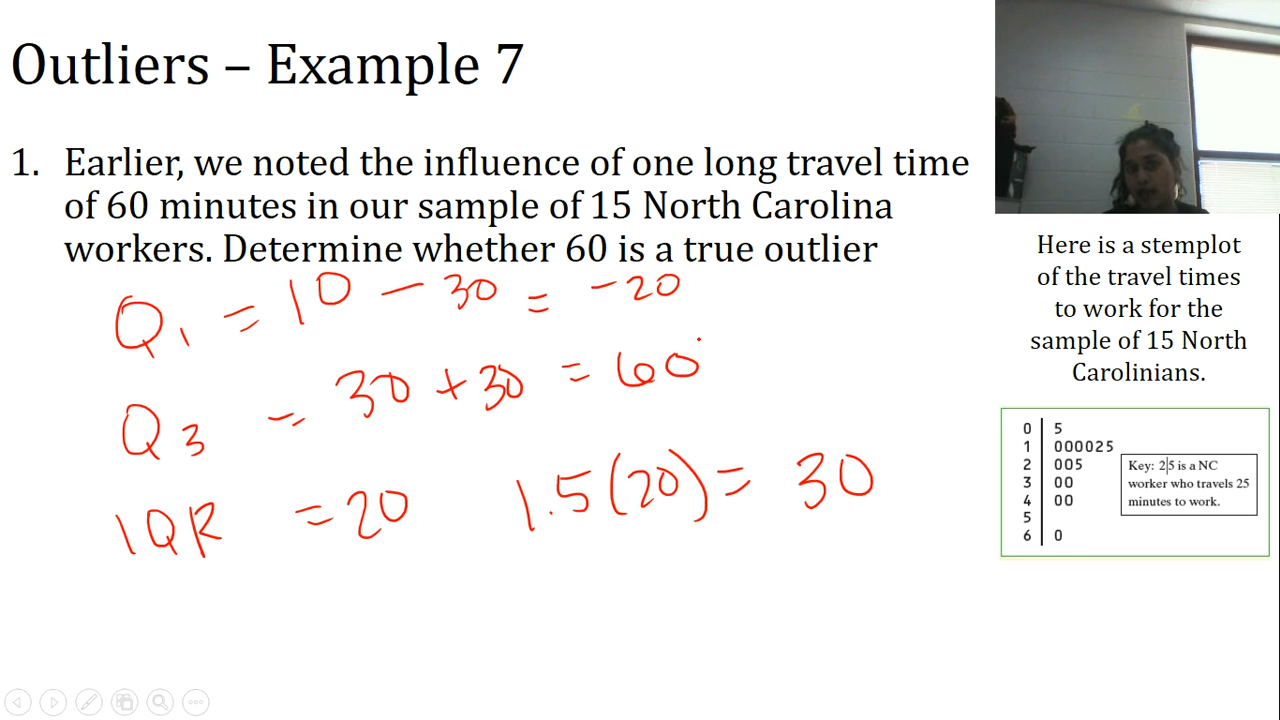 Outliers – Example 7
1. Earlier, we noted the influence of one long travel time
of 60 minutes in our sample of 15 North Carolina
workers. Determine whether 60 is a true outlier
Q1 = 10 - 30 = -20
Q3 = 30 + 30 = 60
IQR = 20 1.5(20) = 30
Here is a stemplot
of the travel times
to work for the
sample of 15 North
Carolinians.
0 | 5
1 | 000025
2 | 005
3 | 00
4 | 00
5 |
6 | 0
Key: 2|5 is a NC
worker who travels 25
minutes to work.